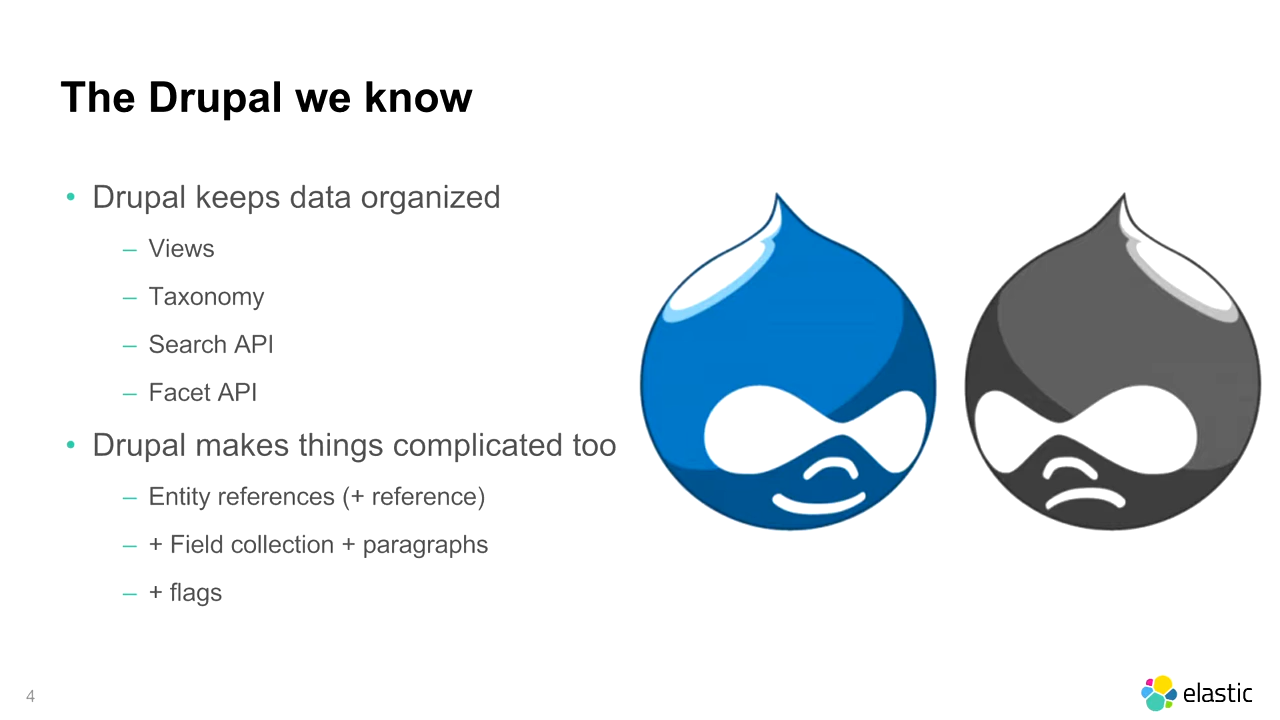 The Drupal we know
• Drupal keeps data organized
– Views
– Taxonomy
– Search API
– Facet API
• Drupal makes things complicated too
– Entity references (+ reference)
– + Field collection + paragraphs
– + flags
4
elastic